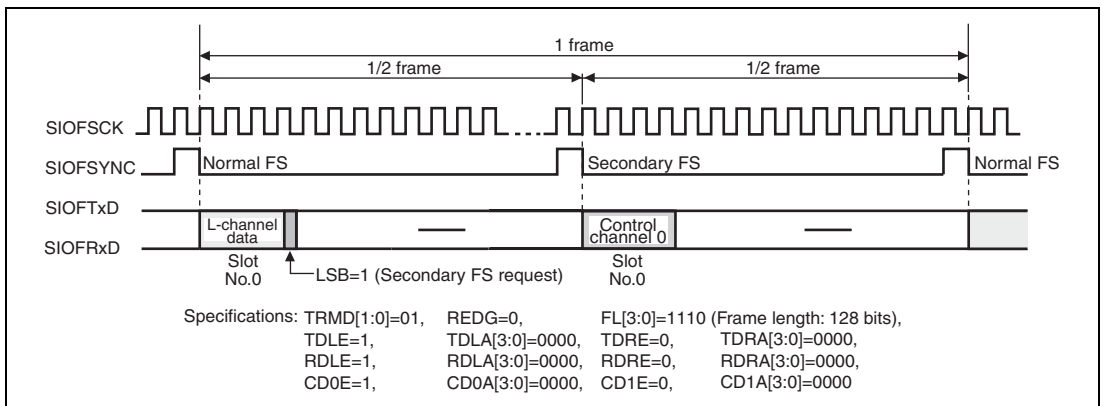 1 frame
1/2 frame 1/2 frame
SIOFSCK
SIOFSYNC Normal FS Secondary FS Normal FS
SIOFTxD
SIOFRxD
L-channel
data
Control
channel 0
Slot
No.0
LSB=1 (Secondary FS request)
Slot
No.0
Specifications: TRMD[1:0]=01, REDG=0, FL[3:0]=1110 (Frame length: 128 bits),
TDLE=1, TDLA[3:0]=0000, TDRE=0, TDRA[3:0]=0000,
RDLE=1, RDLA[3:0]=0000, RDRE=0, RDRA[3:0]=0000,
CD0E=1, CD0A[3:0]=0000, CD1E=0, CD1A[3:0]=0000